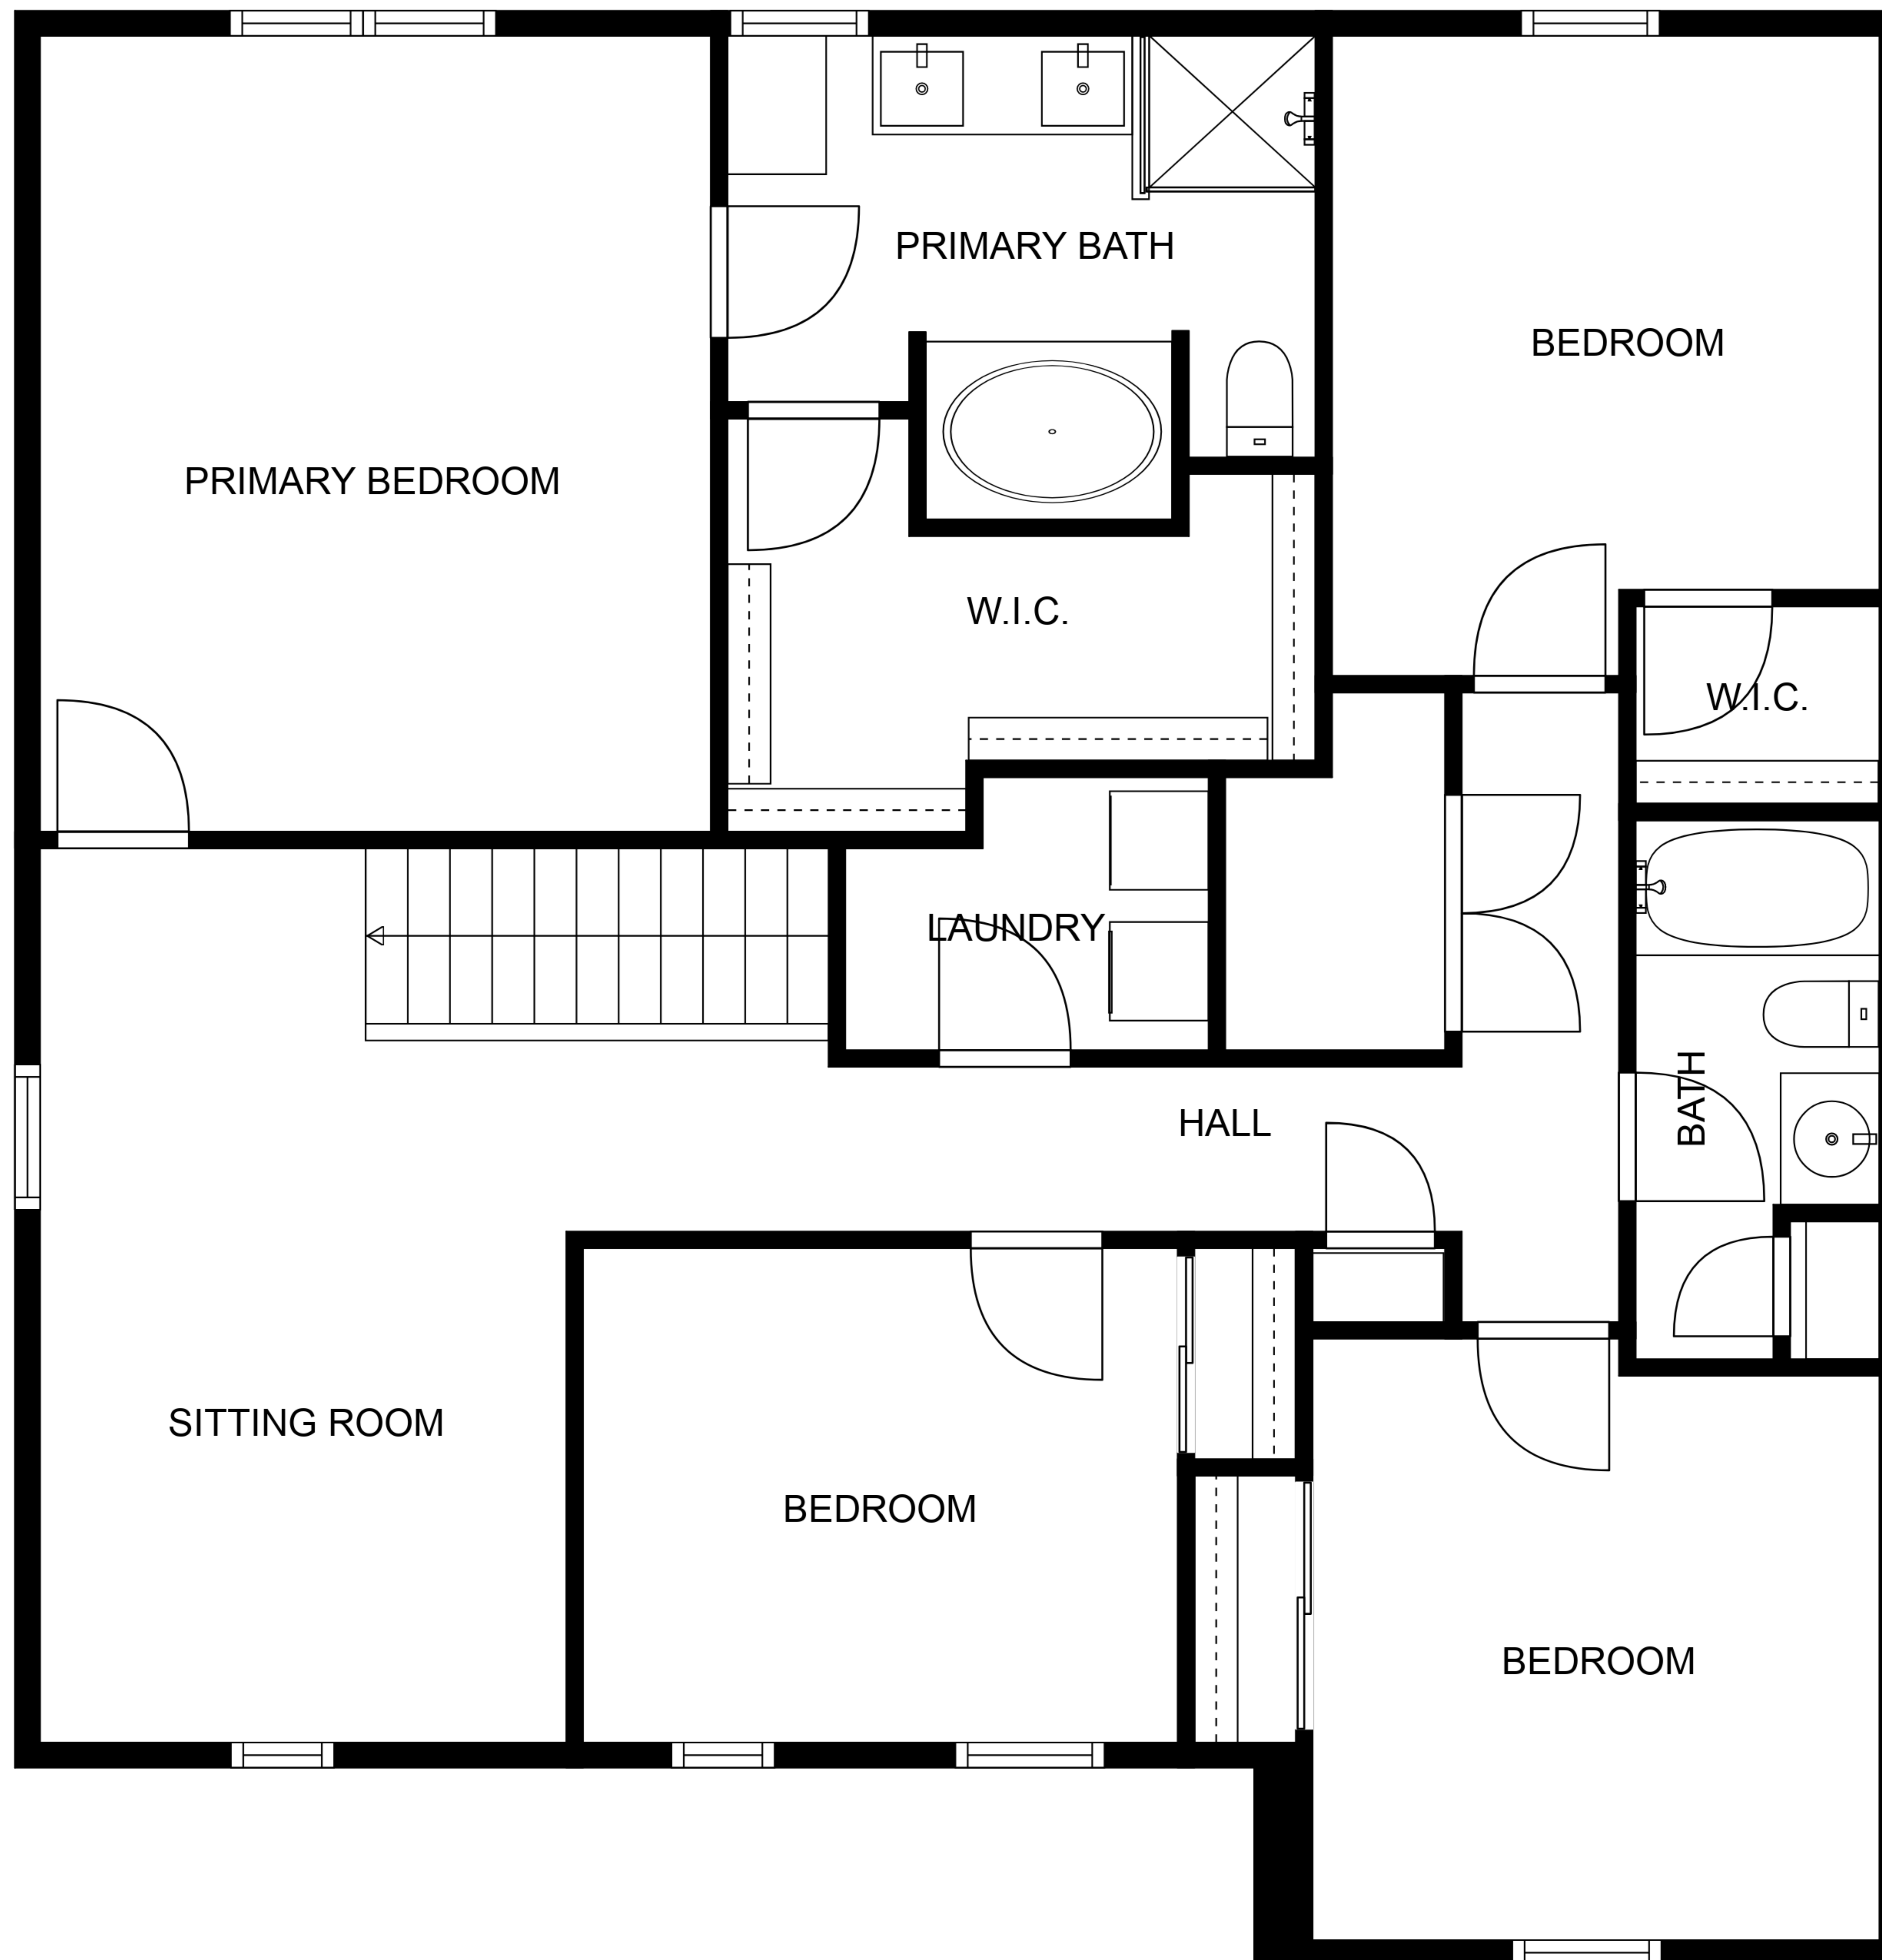 PRIMARY BATH
BEDROOM
PRIMARY BEDROOM
W.I.C.
W.I.C.
LAUNDRY
BATH
HALL
SITTING ROOM
BEDROOM
BEDROOM